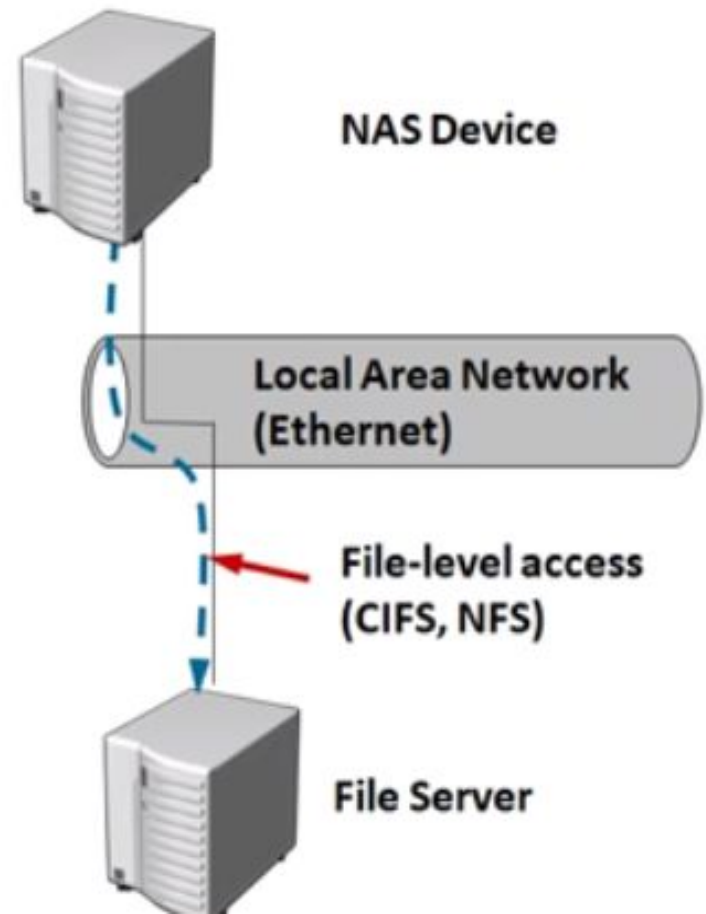 NAS Device
Local Area Network
(Ethernet)
File-level access
(CIFS, NFS)
File Server